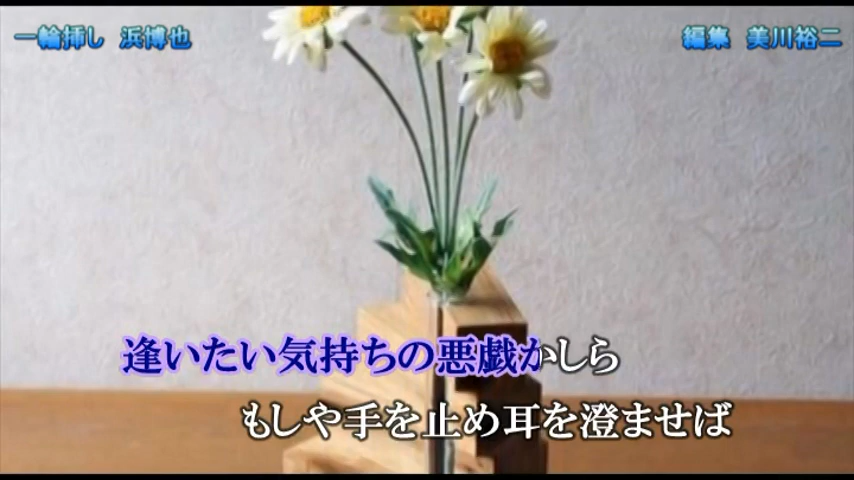 一輪挿し 浜博也
編集 美川裕二
逢いたい気持ちの悪戯かしら
もしや手を止め耳を澄ませば